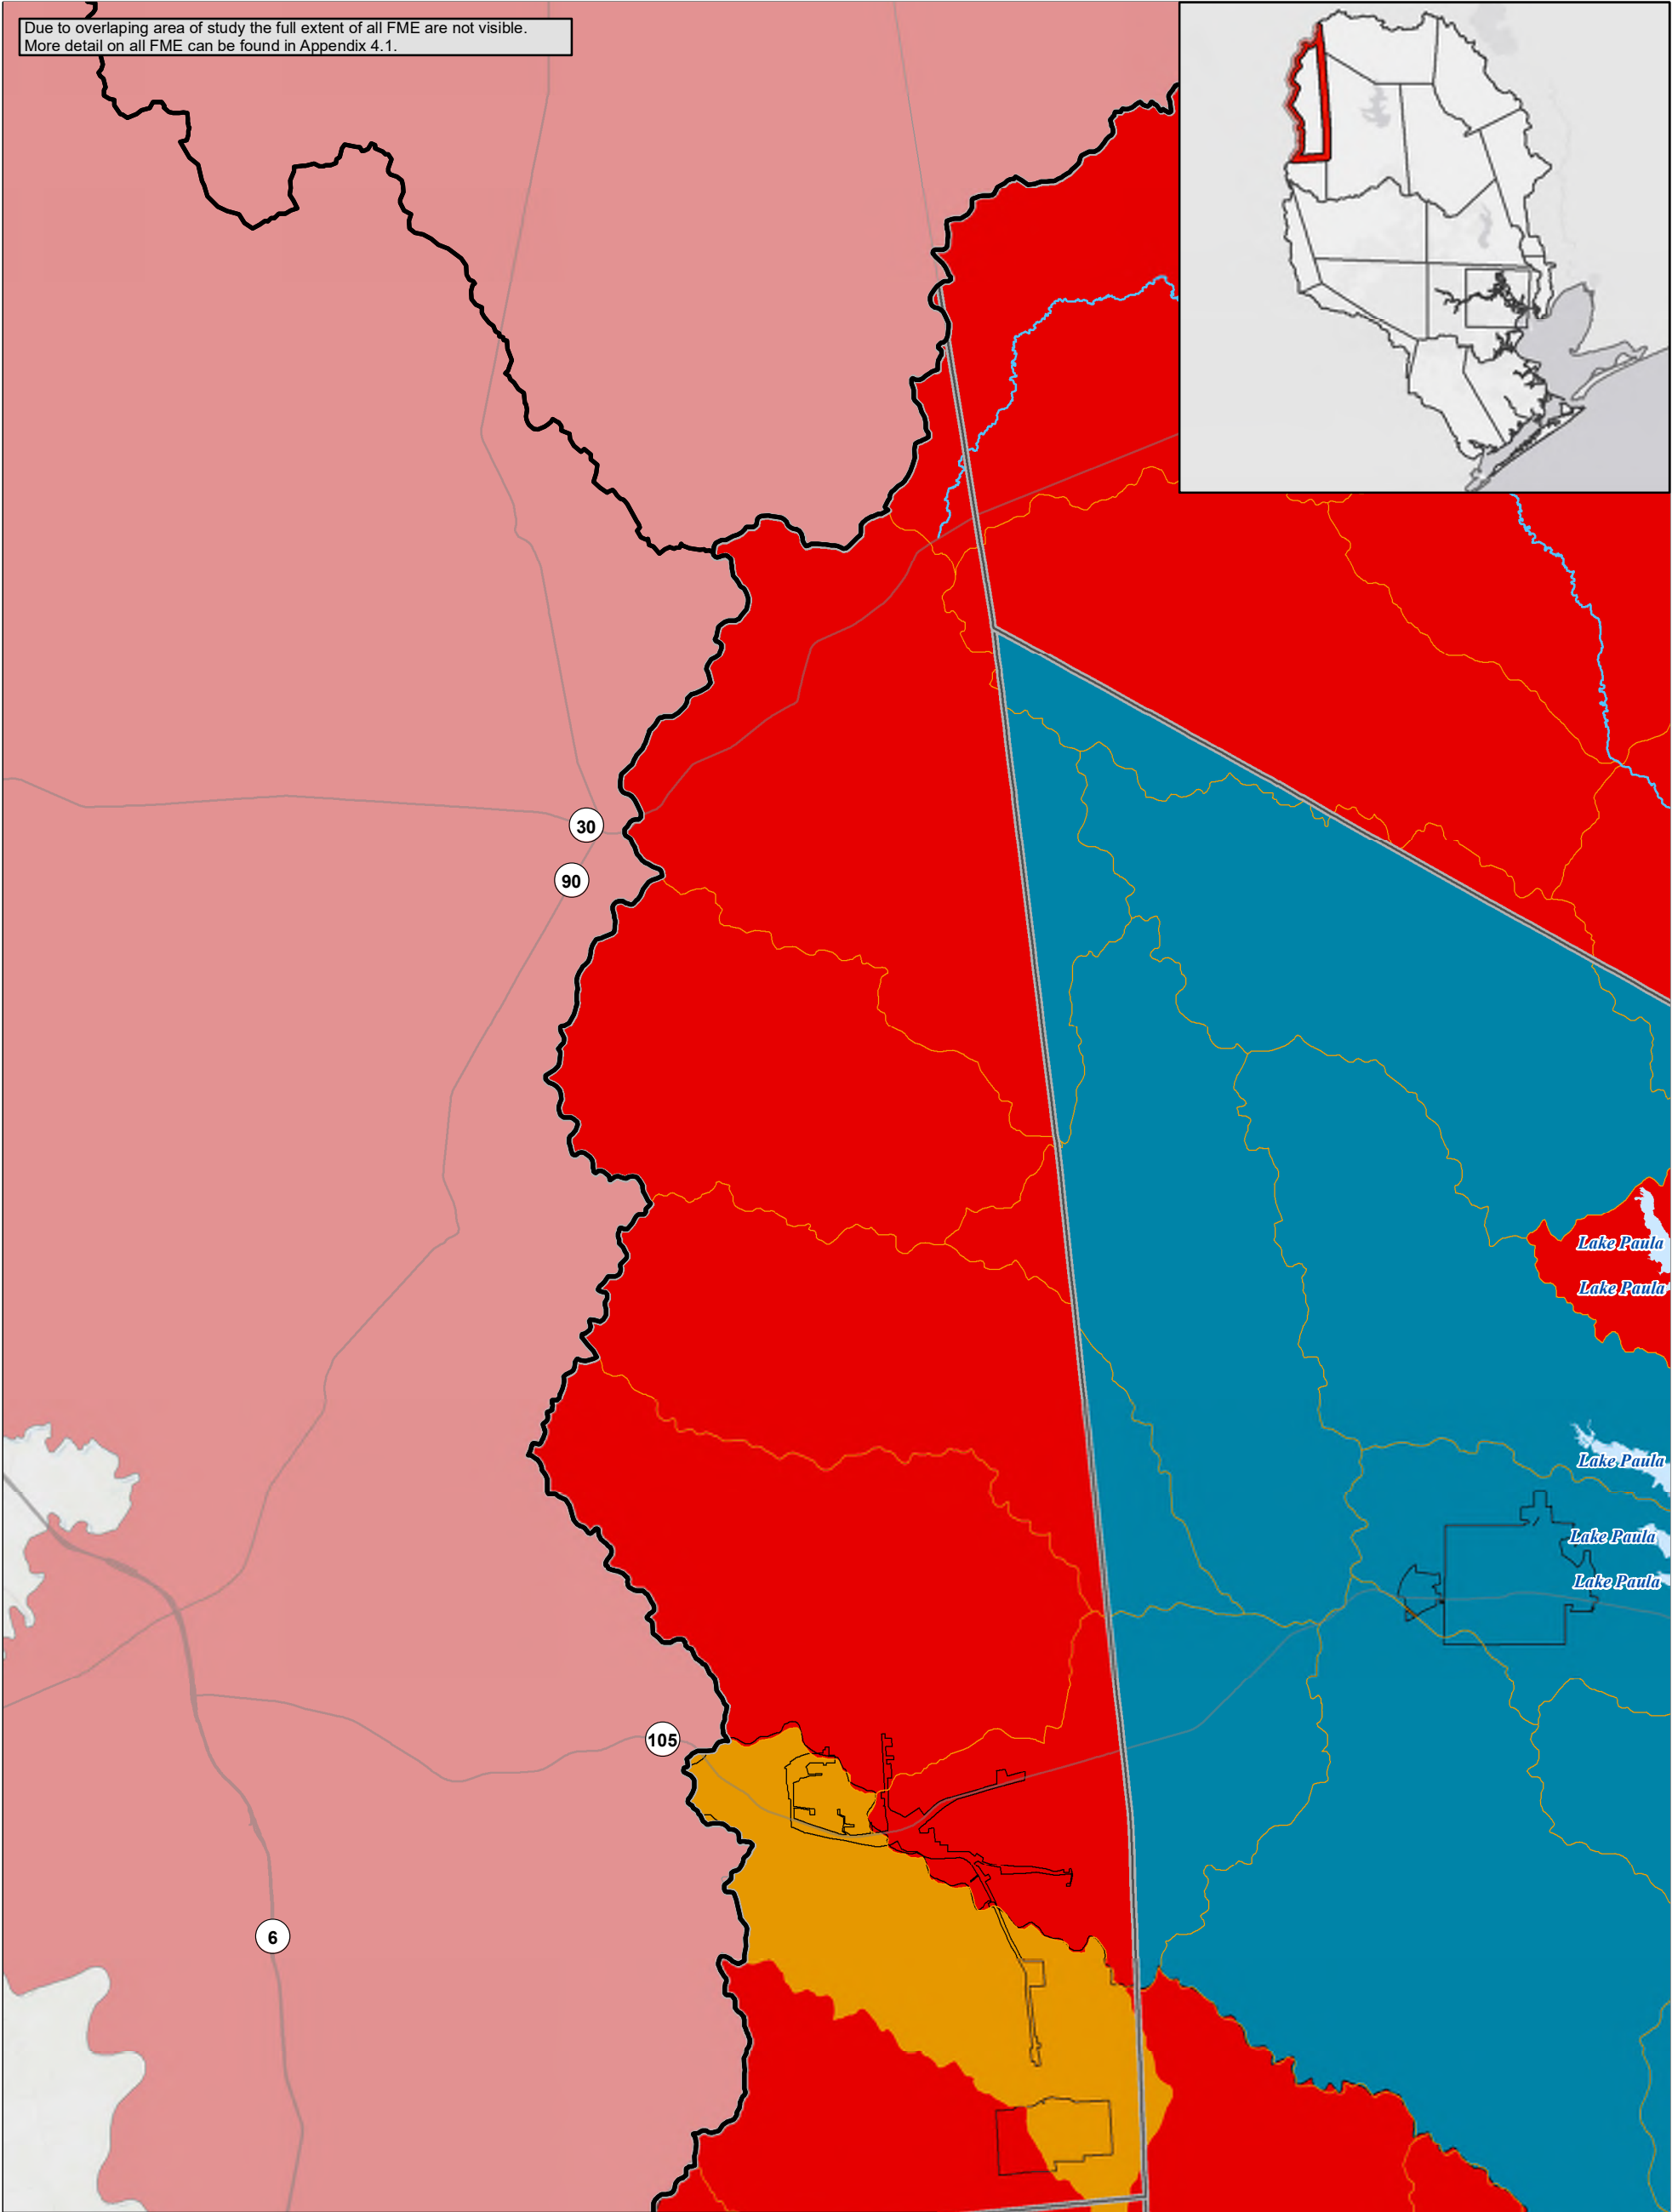 Due to overlaping area of study the full extent of all FME are not visible.
More detail on all FME can be found in Appendix 4.1.
30
90
Lake Paula
Lake Paula
Lake Paula
Lake Paula
Lake Paula
105
6